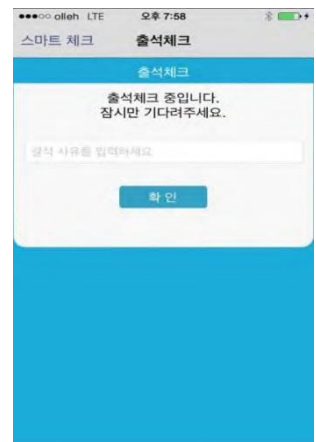 olleh LTE 오후 7:58
스마트 체크 출석체크
출석체크
출석체크 중입니다.
잠시만 기다려주세요.
결석 사유를 입력하세요
확인